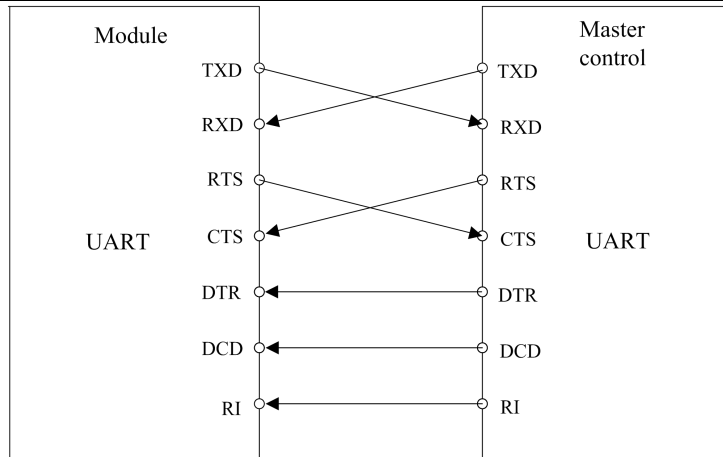 Module
TXD
RXD
RTS
CTS
UART
DTR
DCD
RI
Master
control
TXD
RXD
RTS
CTS
UART
DTR
DCD
RI